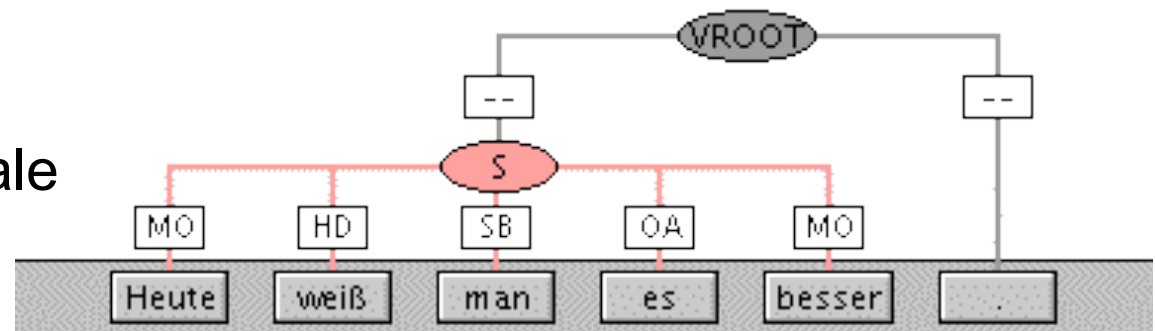 VROOT
-- --
ale
S
MO HD SB OA MO
Heute weiß man es besser .